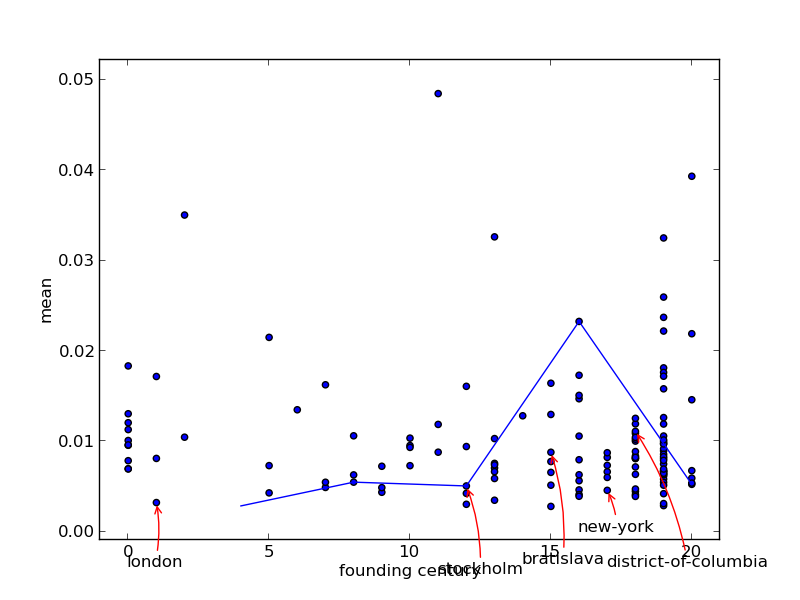 0.05
0.04
0.03
0.02
0.01
0.00
mean
0 5 10 15 20
founding century
london
stockholm
bratislava
new-york
district-of-columbia